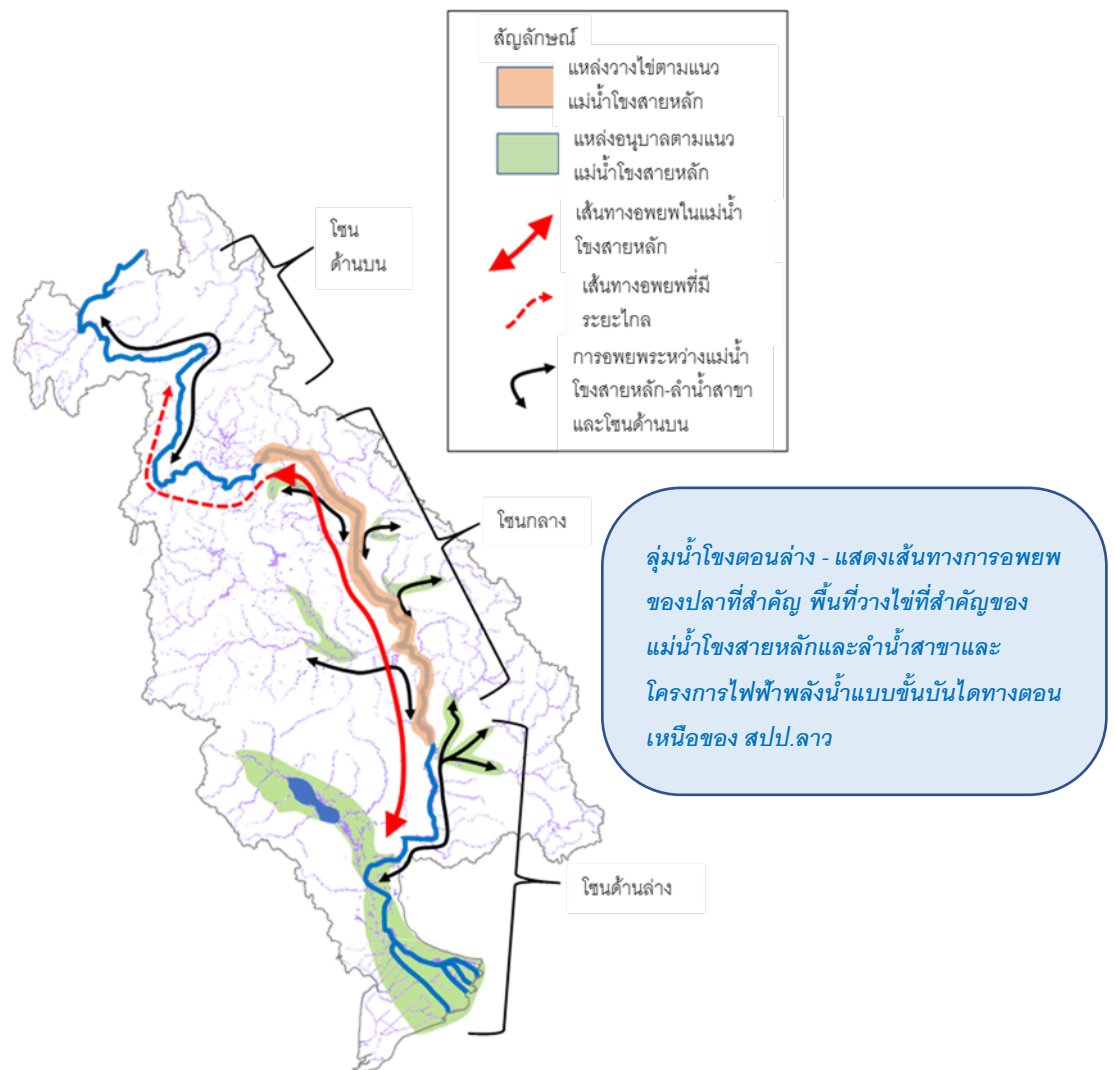 สัญลักษณ์
แหล่งวางไข่ตามแนว
แม่น้ำโขงสายหลัก
แหล่งอนุบาลตามแนว
แม่น้ำโขงสายหลัก
เส้นทางอพยพในแม่น้ำ
โขงสายหลัก
เส้นทางอพยพที่มี
ระยะไกล
การอพยพระหว่างแม่น้ำ
โขงสายหลัก-ลำน้ำสาขา
และโซนด้านบน
โซน
ด้านบน
โซนกลาง
โซนด้านล่าง
ลุ่มน้ำโขงตอนล่าง - แสดงเส้นทางการอพยพ
ของปลาที่สำคัญ พื้นที่วางไข่ที่สำคัญของ
แม่น้ำโขงสายหลักและลำน้ำสาขาและ
โครงการไฟฟ้าพลังน้ำแบบขั้นบันไดทางตอน
เหนือของ สปป.ลาว